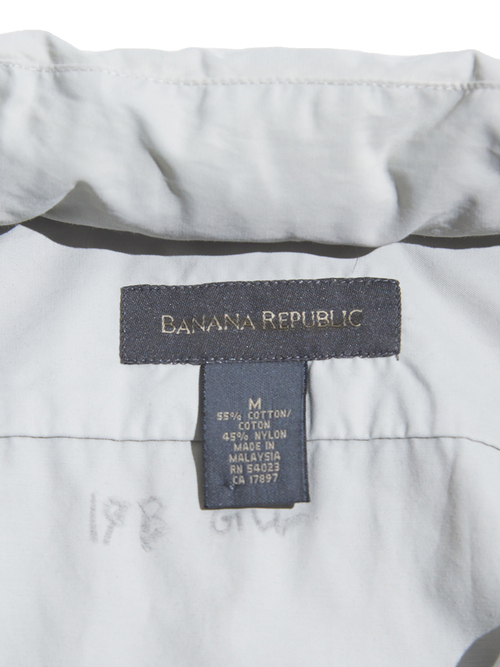 BANANA REPUBLIC
M
55% COTTON/
COTON
45% NYLON
MADE IN
MALAYSIA
RN 54023
CA 17897